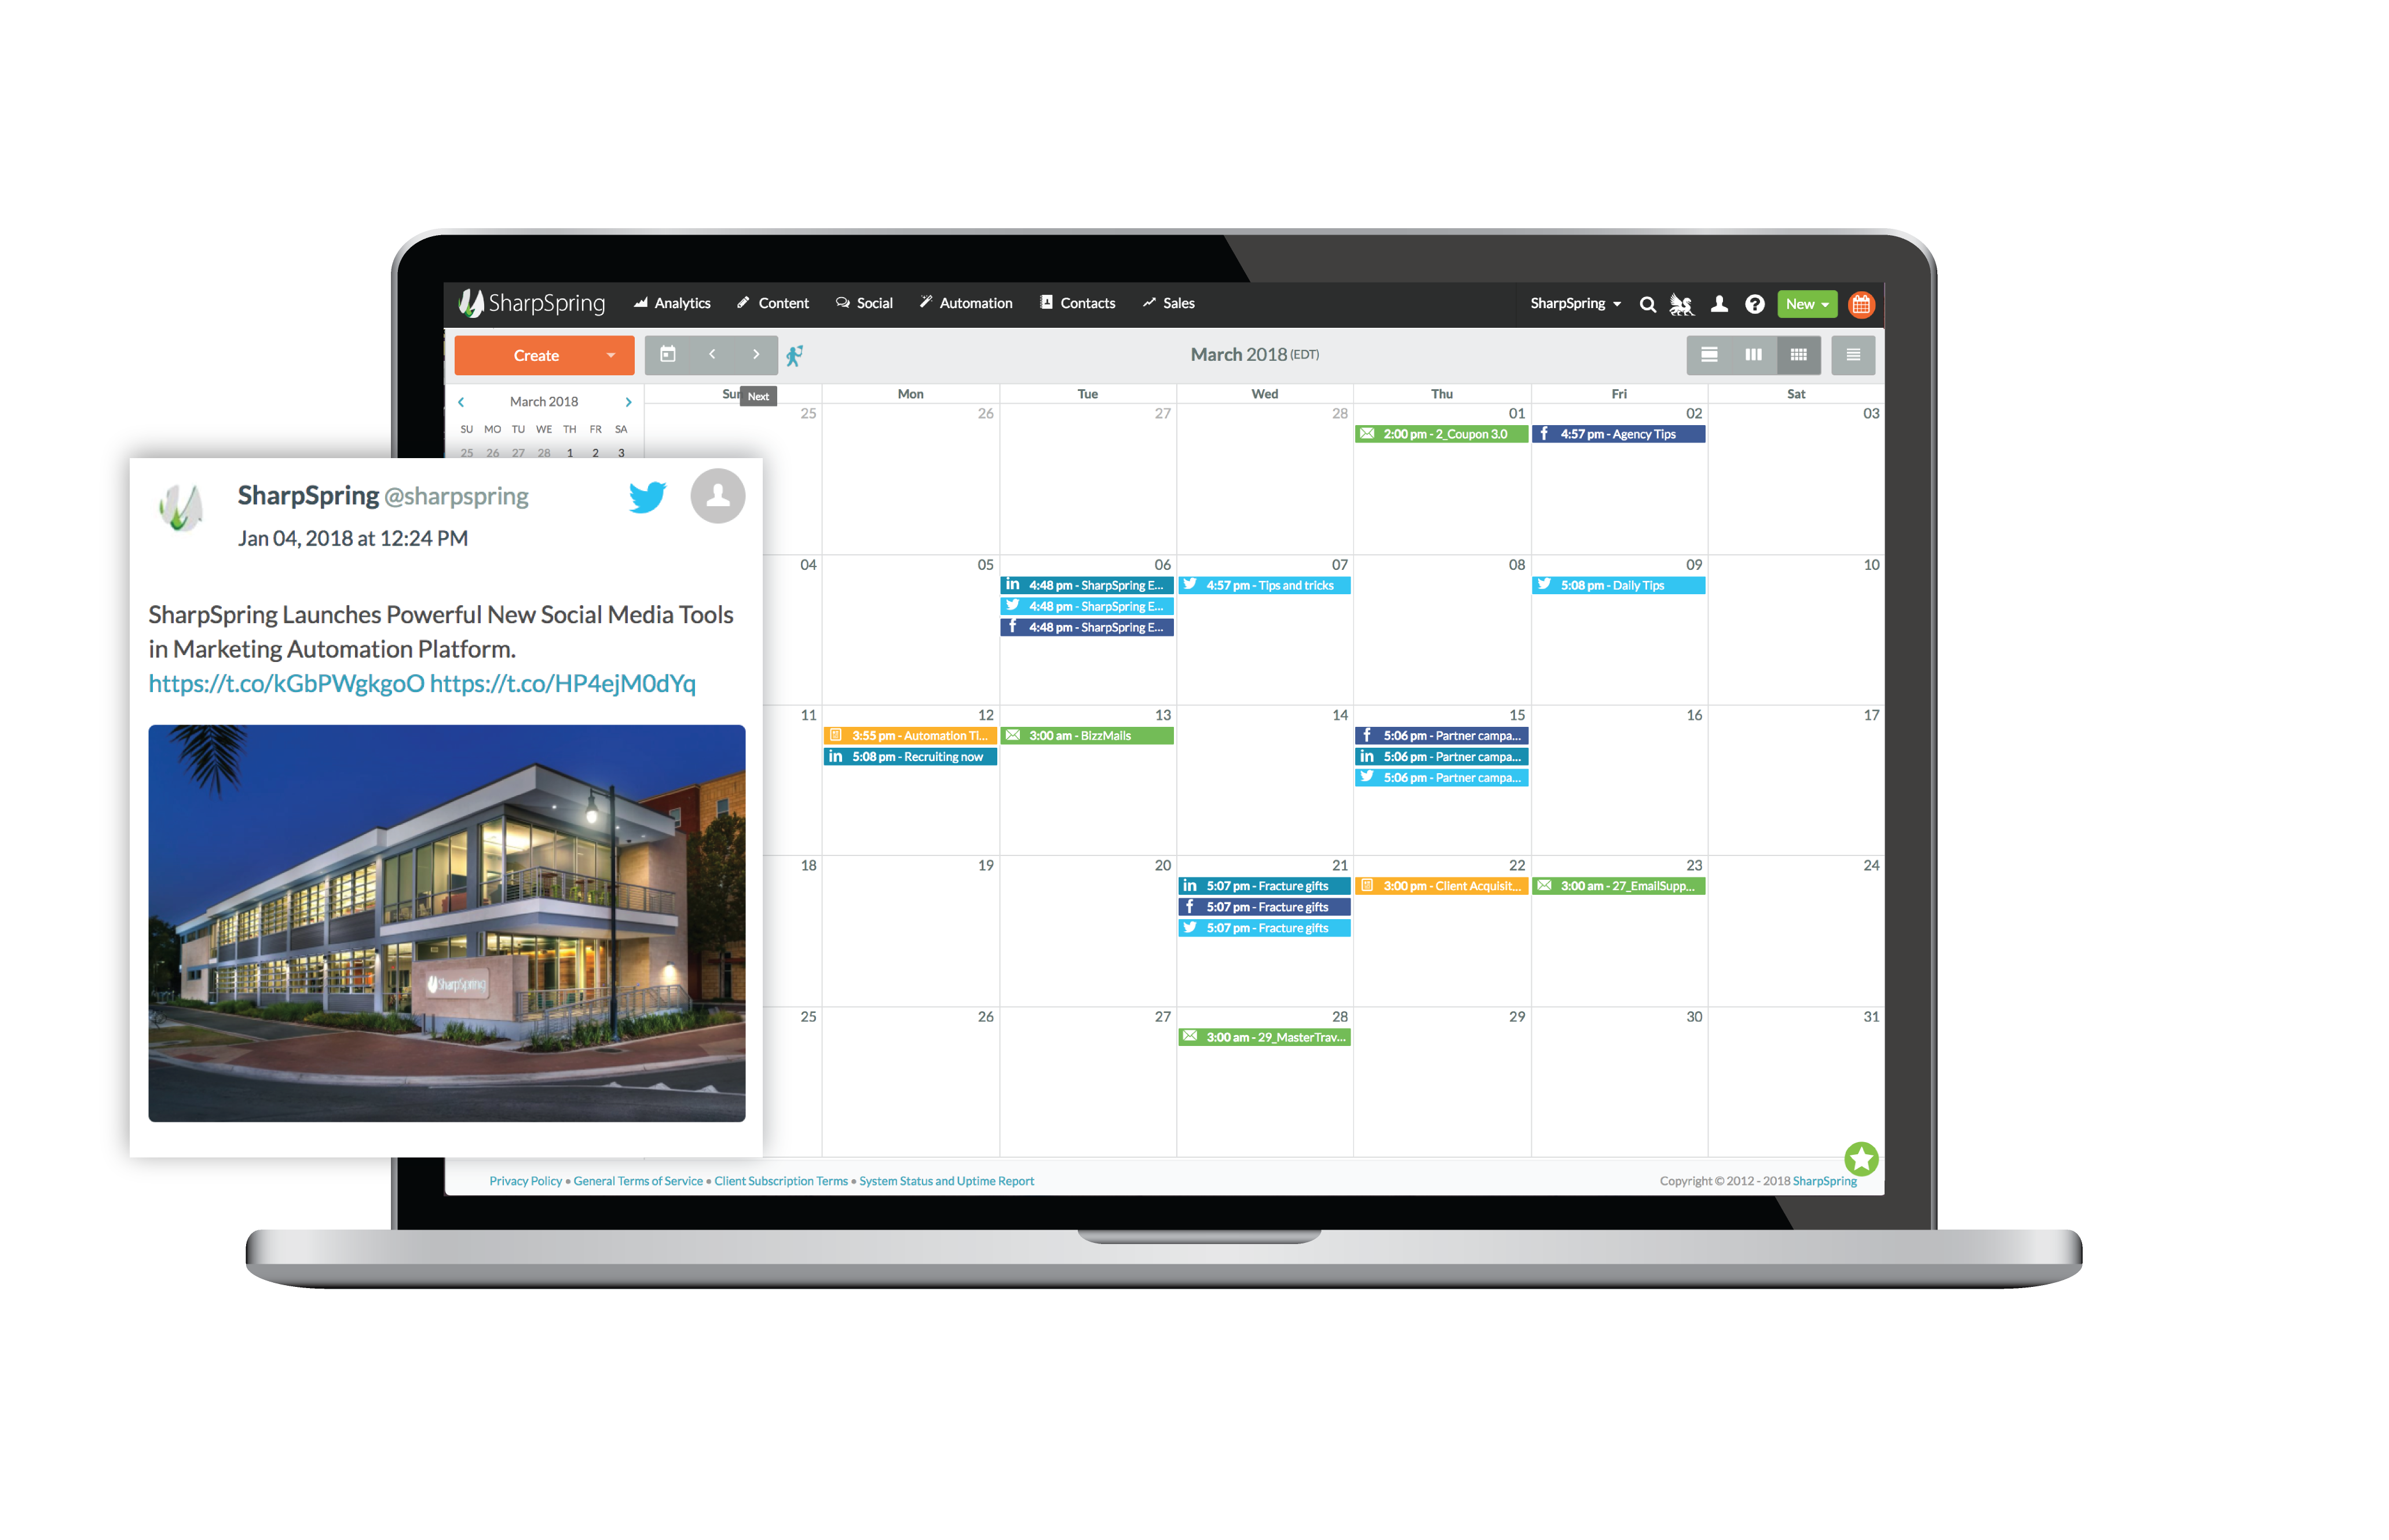 SharpSpring
Analytics
Content
Social
Automation
Contacts
Sales
SharpSpring
New
Create
March 2018 (EDT)
Next
March 2018
SU MO TU WE TH FR SA
25 26 27 28 1 2 3
Sun Mon Tue Wed Thu Fri Sat
25 26 27 28 01 02 03
2:00 pm - 2_Coupon 3.0
4:57 pm - Agency Tips
04 05 06 07 08 09 10
in 4:48 pm - SharpSpring E...
4:48 pm - SharpSpring E...
f 4:48 pm - SharpSpring E...
4:57 pm - Tips and tricks
5:08 pm - Daily Tips
11 12 13 14 15 16 17
3:55 pm - Automation Ti...
in 5:08 pm - Recruiting now
3:00 am - BizzMails
f 5:06 pm - Partner campa...
in 5:06 pm - Partner campa...
5:06 pm - Partner campa...
18 19 20 21 22 23 24
in 5:07 pm - Fracture gifts
f 5:07 pm - Fracture gifts
5:07 pm - Fracture gifts
3:00 pm - Client Acquisit...
3:00 am - 27_EmailSupp...
25 26 27 28 29 30 31
3:00 am - 29_MasterTrav...
Privacy Policy • General Terms of Service • Client Subscription Terms • System Status and Uptime Report
Copyright © 2012 - 2018 SharpSpring
SharpSpring @sharpspring
Jan 04, 2018 at 12:24 PM
SharpSpring Launches Powerful New Social Media Tools
in Marketing Automation Platform.
https://t.co/kGbPWgkgoO https://t.co/HP4ejM0dYq
SharpSpring